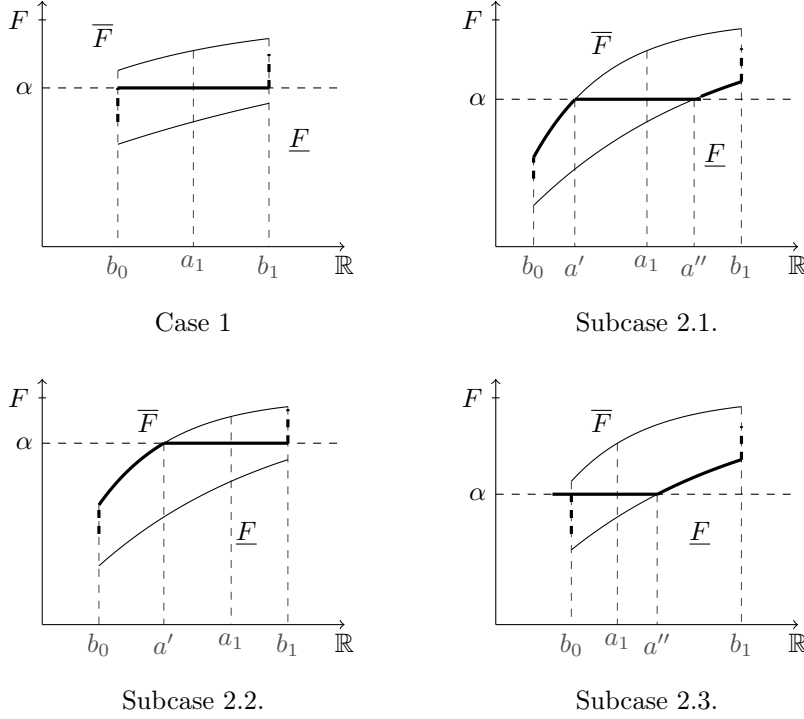 F
F̅
α
F̲
b₀ a₁ b₁ ℝ
Case 1
F
F̅
α
F̲
b₀ a′ a₁ a″ b₁ ℝ
Subcase 2.1.
F
F̅
α
F̲
b₀ a′ a₁ b₁ ℝ
Subcase 2.2.
F
F̅
α
F̲
b₀ a₁ a″ b₁ ℝ
Subcase 2.3.